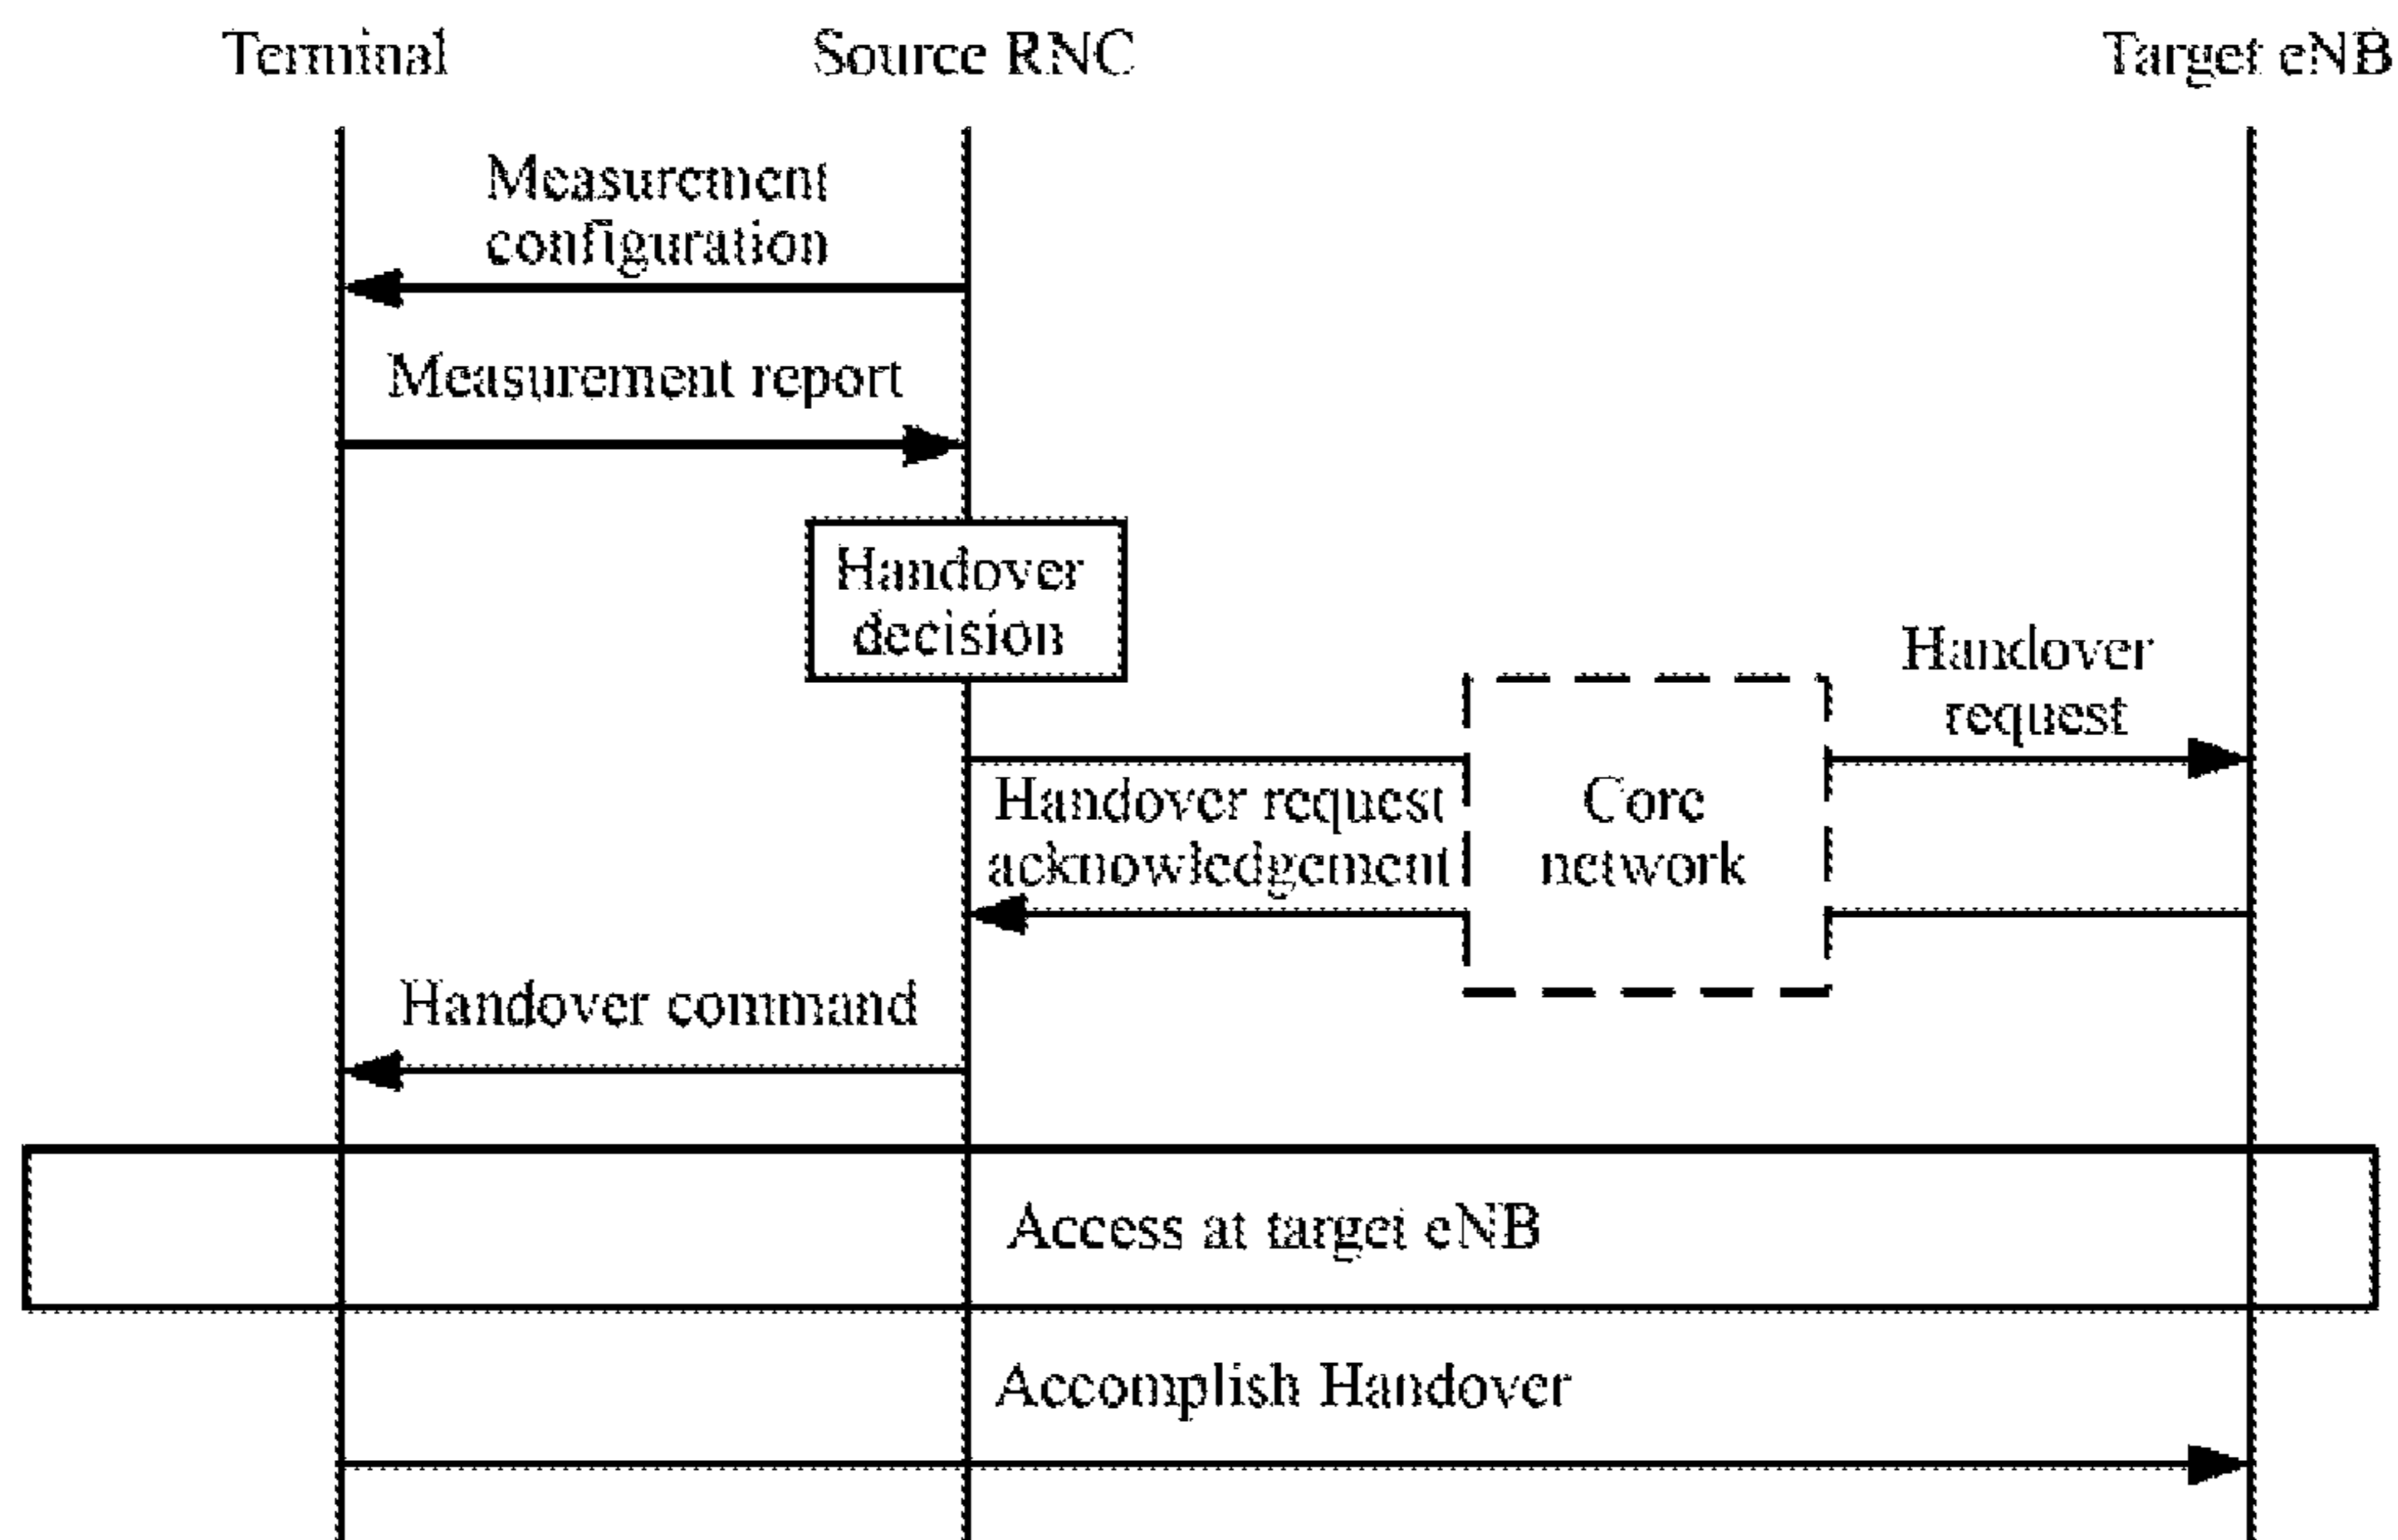 Terminal
Source RNC
Target eNB
Measurement
configuration
Measurement report
Handover
decision
Handover
request
Handover request
acknowledgement
Core
network
Handover command
Access at target eNB
Accomplish Handover